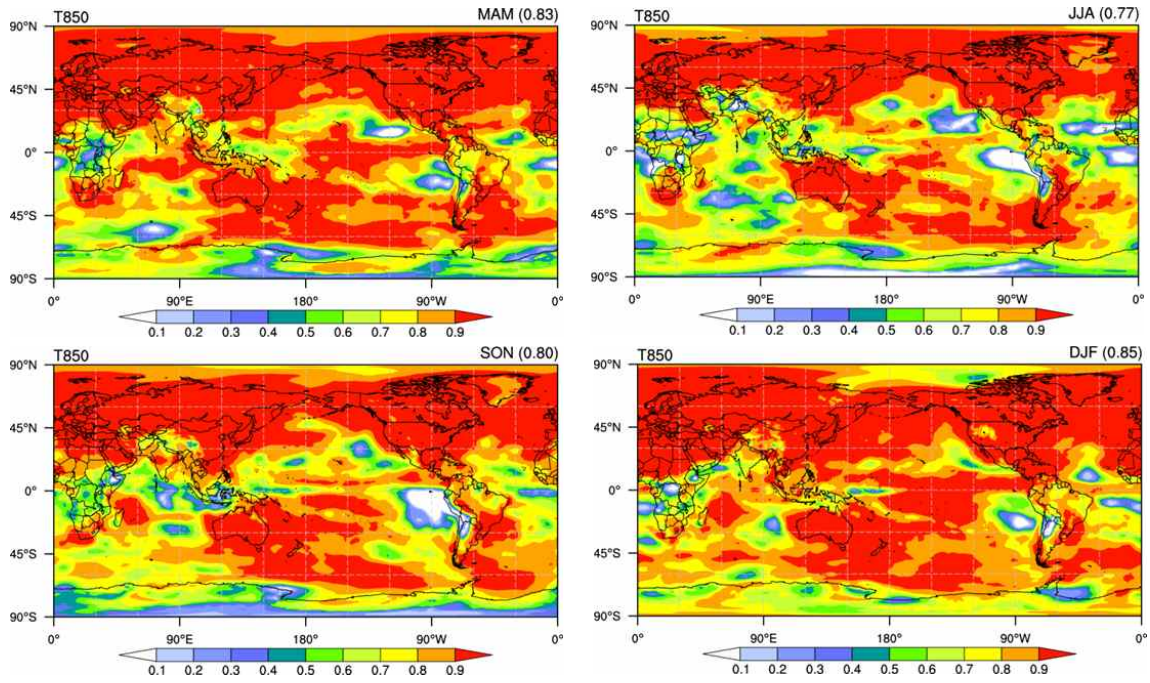 T850 MAM (0.83)
90°N
45°N
0°
45°S
90°S
0° 90°E 180° 90°W 0°
0.1 0.2 0.3 0.4 0.5 0.6 0.7 0.8 0.9
T850 JJA (0.77)
90°N
45°N
0°
45°S
90°S
0° 90°E 180° 90°W 0°
0.1 0.2 0.3 0.4 0.5 0.6 0.7 0.8 0.9
T850 SON (0.80)
90°N
45°N
0°
45°S
90°S
0° 90°E 180° 90°W 0°
0.1 0.2 0.3 0.4 0.5 0.6 0.7 0.8 0.9
T850 DJF (0.85)
90°N
45°N
0°
45°S
90°S
0° 90°E 180° 90°W 0°
0.1 0.2 0.3 0.4 0.5 0.6 0.7 0.8 0.9